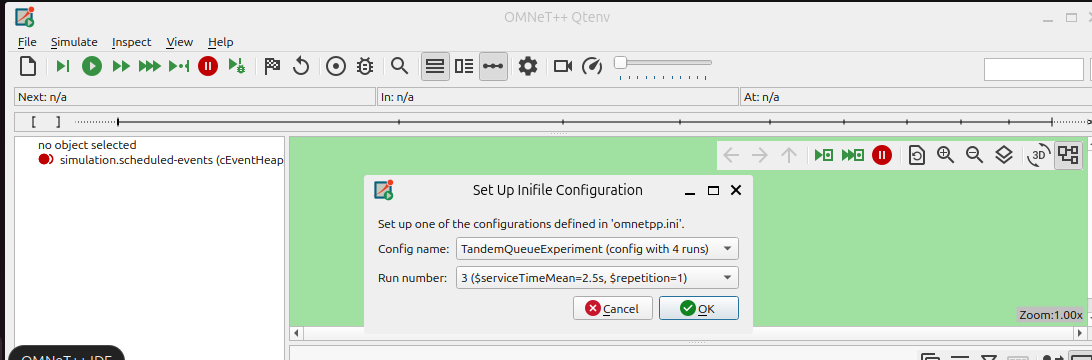 OMNeT++ Qtenv
File Simulate Inspect View Help
Next: n/a In: n/a At: n/a
[ ]
no object selected
simulation.scheduled-events (cEventHeap
3D
Set Up Inifile Configuration
Set up one of the configurations defined in 'omnetpp.ini'.
Config name: TandemQueueExperiment (config with 4 runs)
Run number: 3 ($serviceTimeMean=2.5s, $repetition=1)
Cancel OK
Zoom:1.00x
OMNeT++ IDE